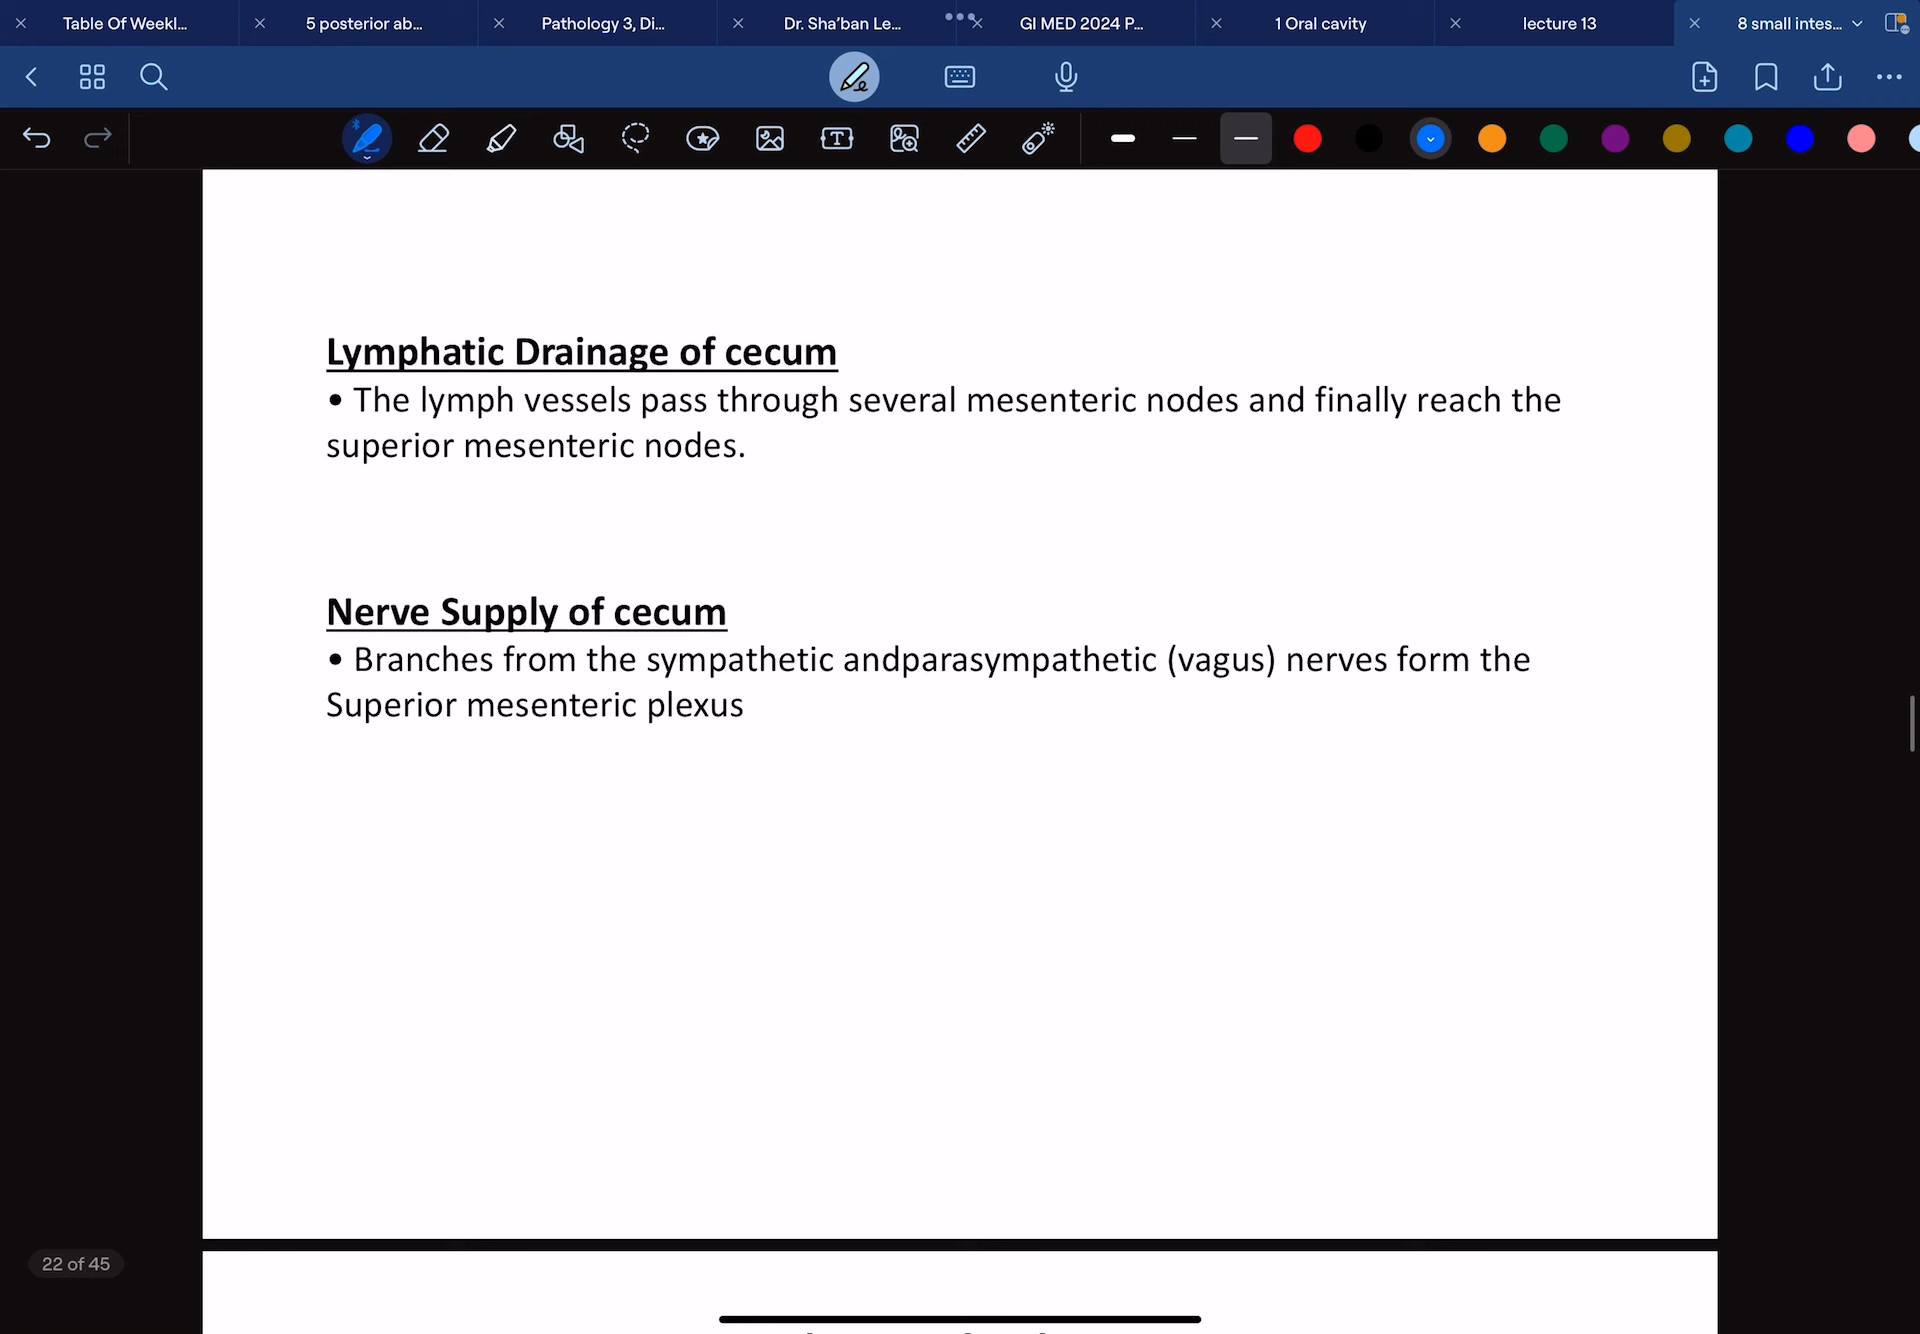 Table Of Weekl...
5 posterior ab...
Pathology 3, Di...
Dr. Sha'ban Le...
GI MED 2024 P...
1 Oral cavity
lecture 13
8 small intes...
Lymphatic Drainage of cecum
• The lymph vessels pass through several mesenteric nodes and finally reach the
superior mesenteric nodes.
Nerve Supply of cecum
• Branches from the sympathetic andparasympathetic (vagus) nerves form the
Superior mesenteric plexus
22 of 45